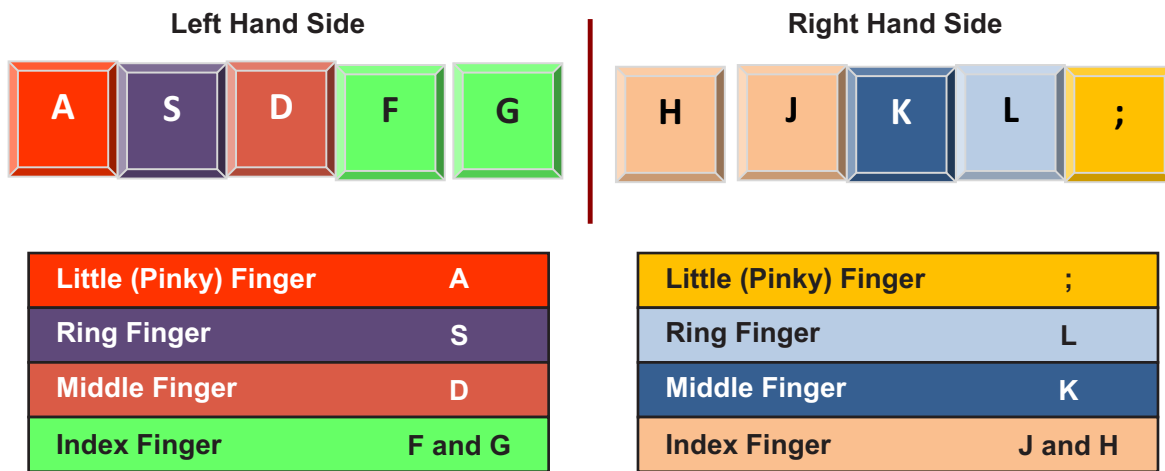 Left Hand Side
Right Hand Side
A S D F G
H J K L ;
Little (Pinky) Finger A
Ring Finger S
Middle Finger D
Index Finger F and G
Little (Pinky) Finger ;
Ring Finger L
Middle Finger K
Index Finger J and H